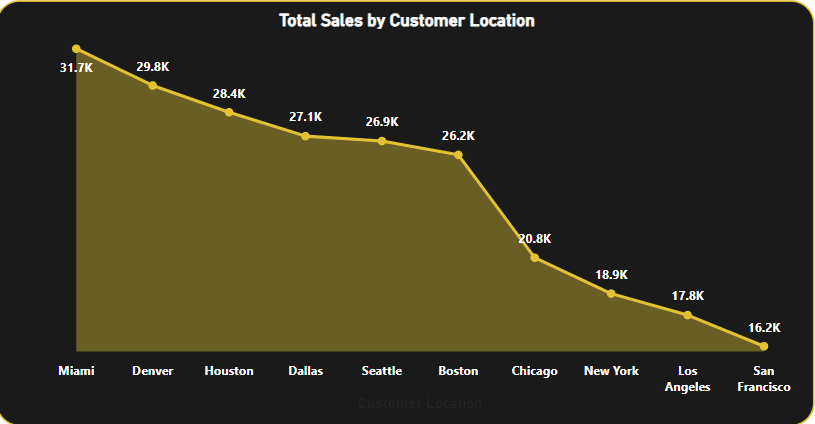 Total Sales by Customer Location
31.7K
29.8K
28.4K
27.1K
26.9K
26.2K
20.8K
18.9K
17.8K
16.2K
Miami
Denver
Houston
Dallas
Seattle
Boston
Chicago
New York
Los
Angeles
San
Francisco
Customer Location